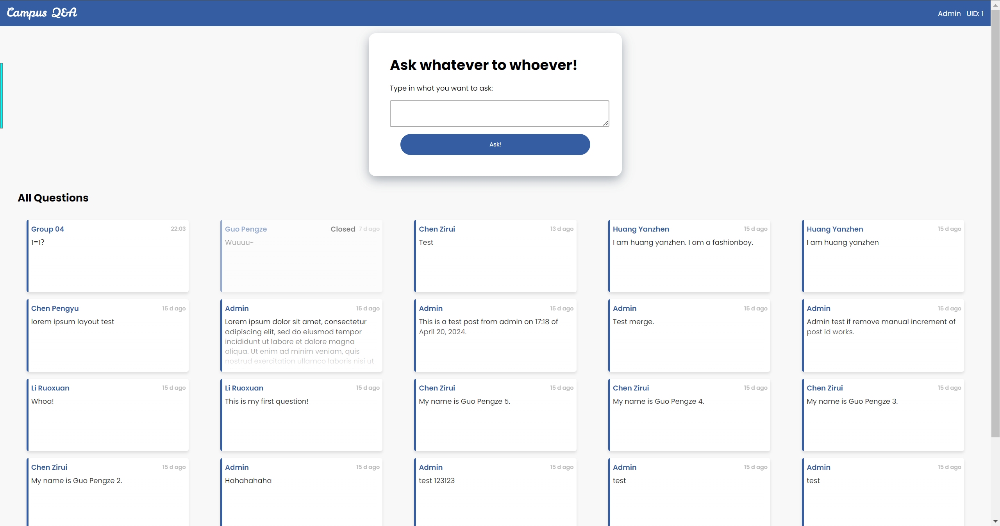 Campus Q&A
Admin UID: 1
Ask whatever to whoever!
Type in what you want to ask:
Ask!
All Questions
Group 04 22:03
1=1?
Guo Pengze Closed 7 d ago
Wuuuu~
Chen Zirui 13 d ago
Test
Huang Yanzhen 15 d ago
I am huang yanzhen. I am a fashionboy.
Huang Yanzhen 15 d ago
I am huang yanzhen
Chen Pengyu 15 d ago
lorem ipsum layout test
Admin 15 d ago
Lorem ipsum dolor sit amet, consectetur
adipiscing elit, sed do eiusmod tempor
incididunt ut labore et dolore magna
aliqua. Ut enim ad minim veniam, quis
nostrud exercitation ullamco laboris nisi ut
Admin 15 d ago
This is a test post from admin on 17:18 of
April 20, 2024.
Admin 15 d ago
Test merge.
Admin 15 d ago
Admin test if remove manual increment of
post id works.
Li Ruoxuan 15 d ago
Whoa!
Li Ruoxuan 15 d ago
This is my first question!
Chen Zirui 15 d ago
My name is Guo Pengze 5.
Chen Zirui 15 d ago
My name is Guo Pengze 4.
Chen Zirui 15 d ago
My name is Guo Pengze 3.
Chen Zirui 15 d ago
My name is Guo Pengze 2.
Admin 15 d ago
Hahahahaha
Admin 15 d ago
test 123123
Admin 15 d ago
test
Admin 15 d ago
test